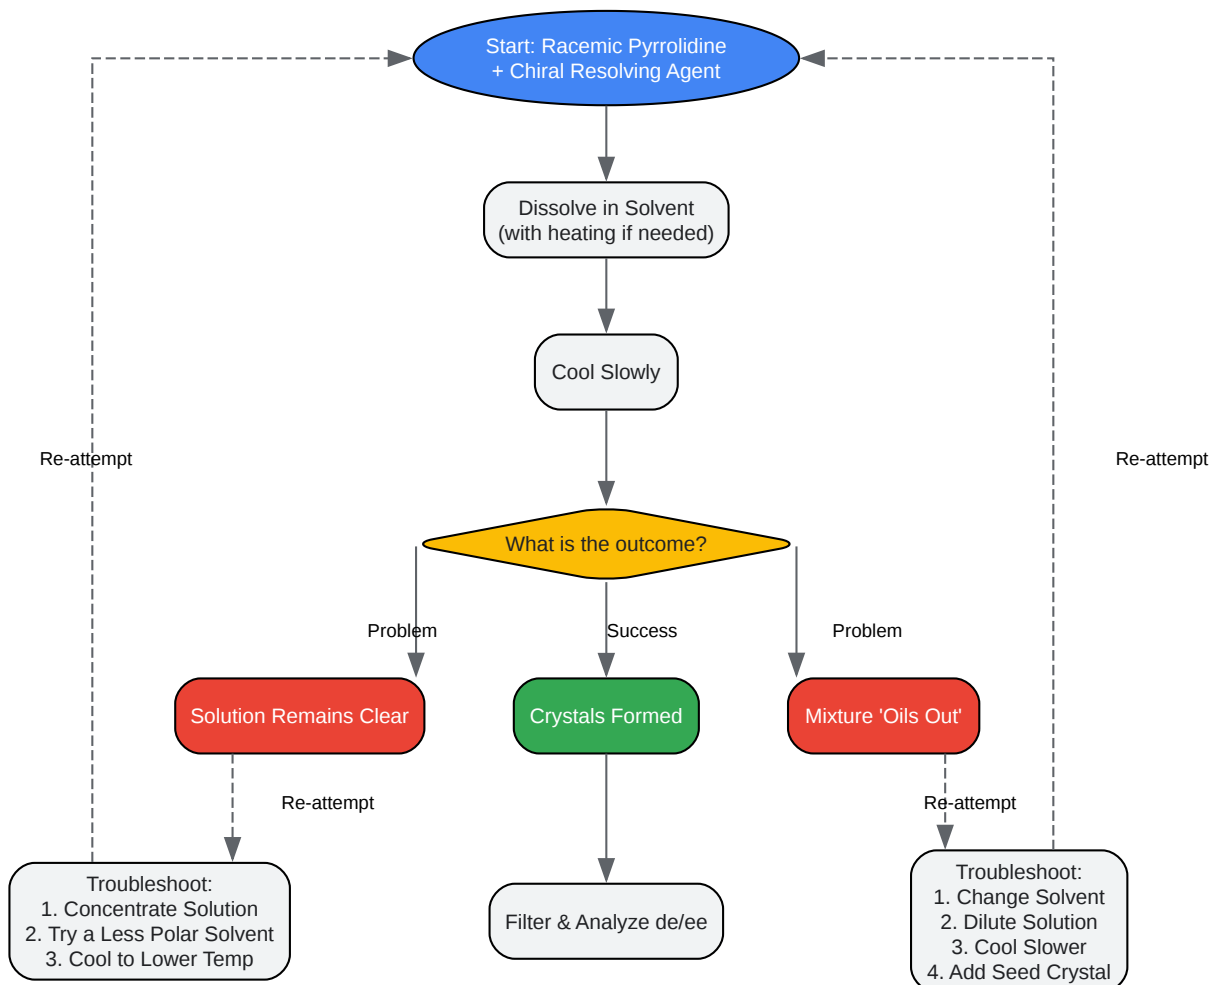 Start: Racemic Pyrrolidine
+ Chiral Resolving Agent
Dissolve in Solvent
(with heating if needed)
Cool Slowly
Re-attempt
Re-attempt
What is the outcome?
Problem
Success
Problem
Solution Remains Clear
Crystals Formed
Mixture 'Oils Out'
Re-attempt
Re-attempt
Troubleshoot:
1. Concentrate Solution
2. Try a Less Polar Solvent
3. Cool to Lower Temp
Filter & Analyze de/ee
Troubleshoot:
1. Change Solvent
2. Dilute Solution
3. Cool Slower
4. Add Seed Crystal